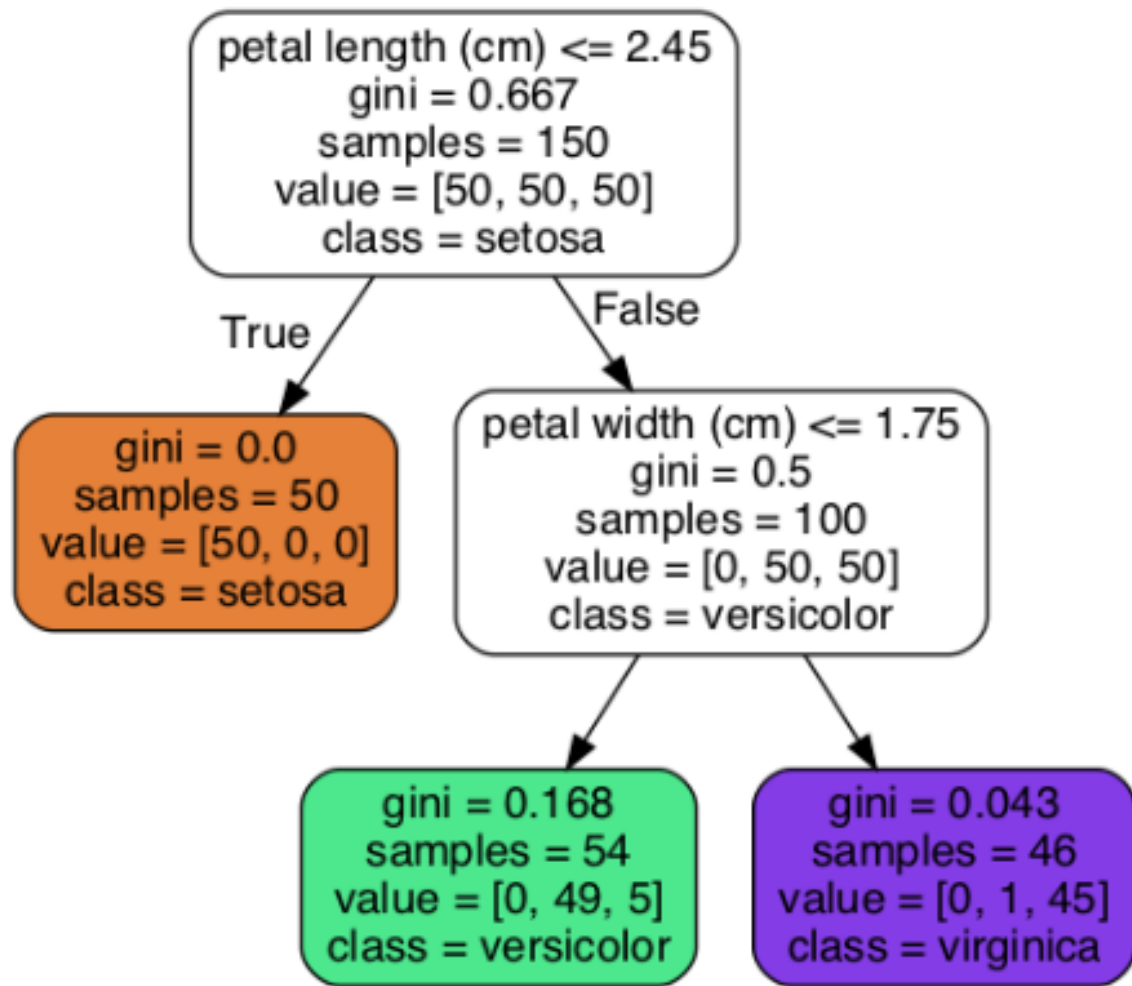 petal length (cm) <= 2.45
gini = 0.667
samples = 150
value = [50, 50, 50]
class = setosa
True
False
gini = 0.0
samples = 50
value = [50, 0, 0]
class = setosa
petal width (cm) <= 1.75
gini = 0.5
samples = 100
value = [0, 50, 50]
class = versicolor
gini = 0.168
samples = 54
value = [0, 49, 5]
class = versicolor
gini = 0.043
samples = 46
value = [0, 1, 45]
class = virginica